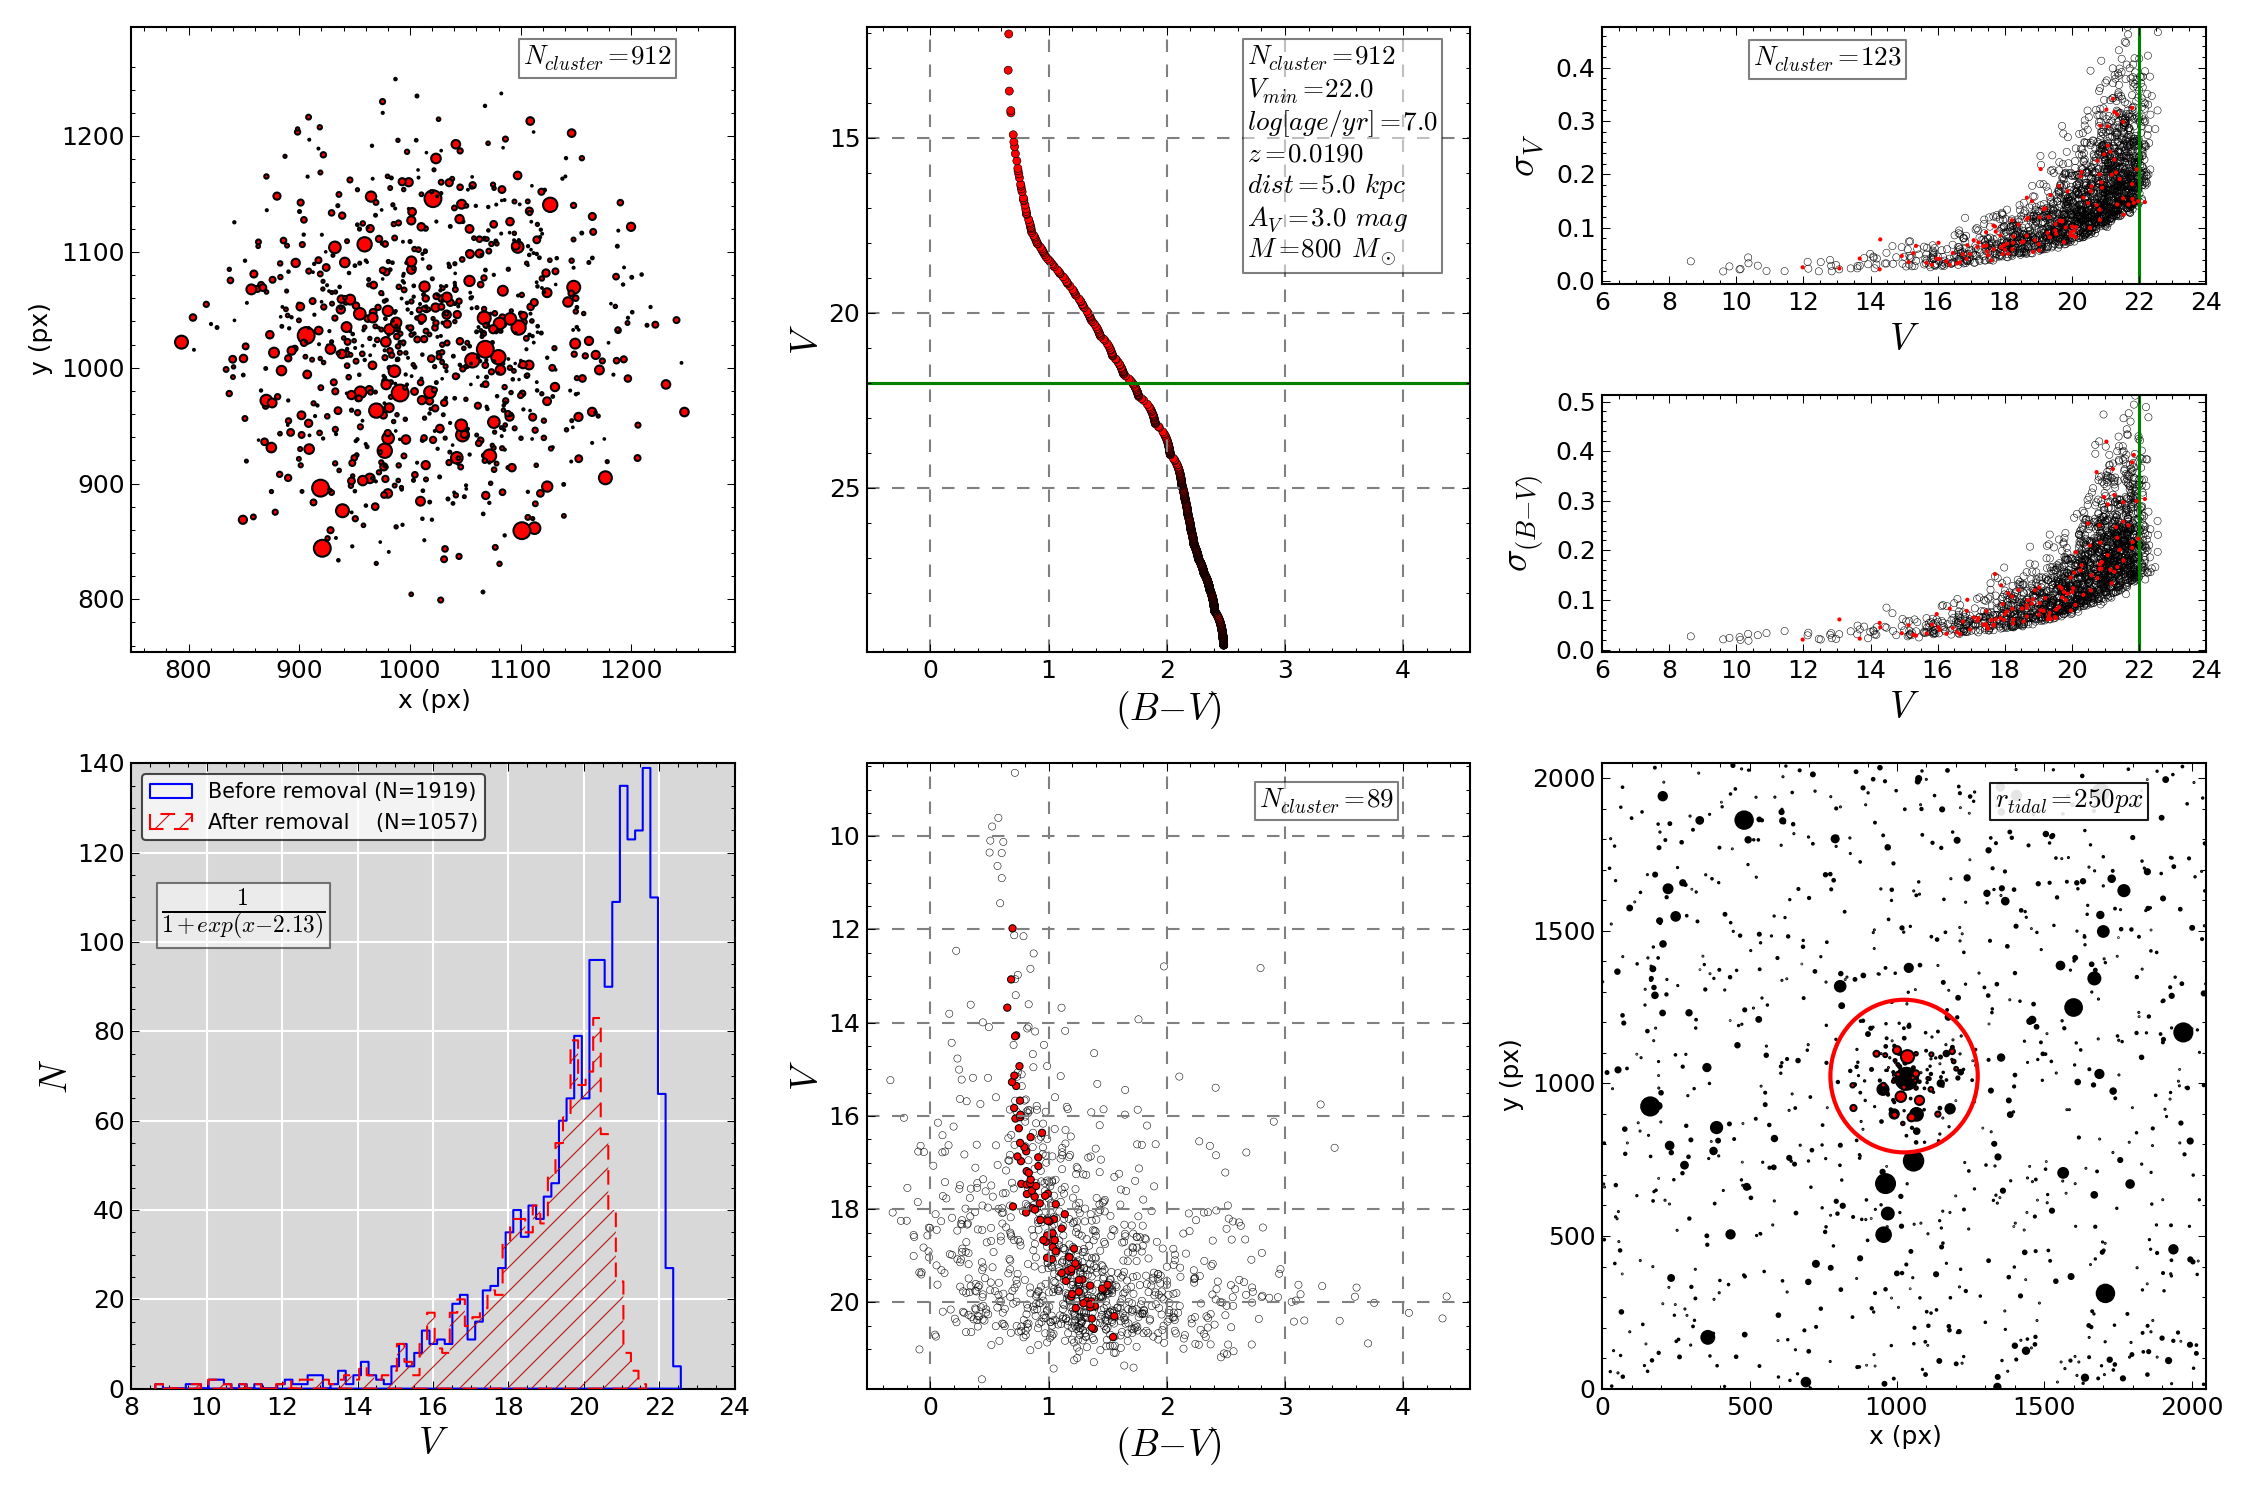 N_cluster=912
1200
1100
1000
900
800
y (px)
800 900 1000 1100 1200
x (px)
N_cluster=912
V_min=22.0
log[age/yr]=7.0
z=0.0190
dist=5.0 kpc
A_V=3.0 mag
M=800 M_⊙
15
20
25
V
0 1 2 3 4
(B−V)
N_cluster=123
0.4
0.3
0.2
0.1
0.0
σ_V
6 8 10 12 14 16 18 20 22 24
V
0.5
0.4
0.3
0.2
0.1
0.0
σ_(B−V)
6 8 10 12 14 16 18 20 22 24
V
Before removal (N=1919)
After removal (N=1057)
1
1+exp(x−2.13)
140
120
100
80
60
40
20
0
N
8 10 12 14 16 18 20 22 24
V
N_cluster=89
10
12
14
16
18
20
V
0 1 2 3 4
(B−V)
r_tidal=250px
2000
1500
1000
500
0
y (px)
0 500 1000 1500 2000
x (px)